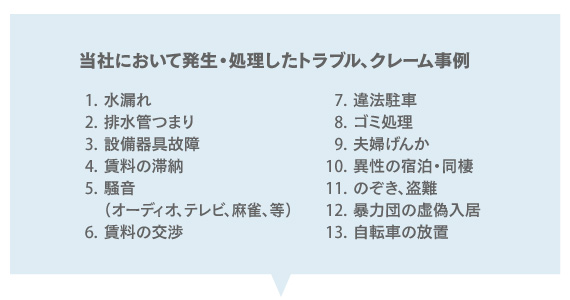 当社において発生・処理したトラブル、クレーム事例
1. 水漏れ
2. 排水管つまり
3. 設備器具故障
4. 賃料の滞納
5. 騒音
（オーディオ、テレビ、麻雀、等）
6. 賃料の交渉
7. 違法駐車
8. ゴミ処理
9. 夫婦げんか
10. 異性の宿泊・同棲
11. のぞき、盗難
12. 暴力団の虚偽入居
13. 自転車の放置